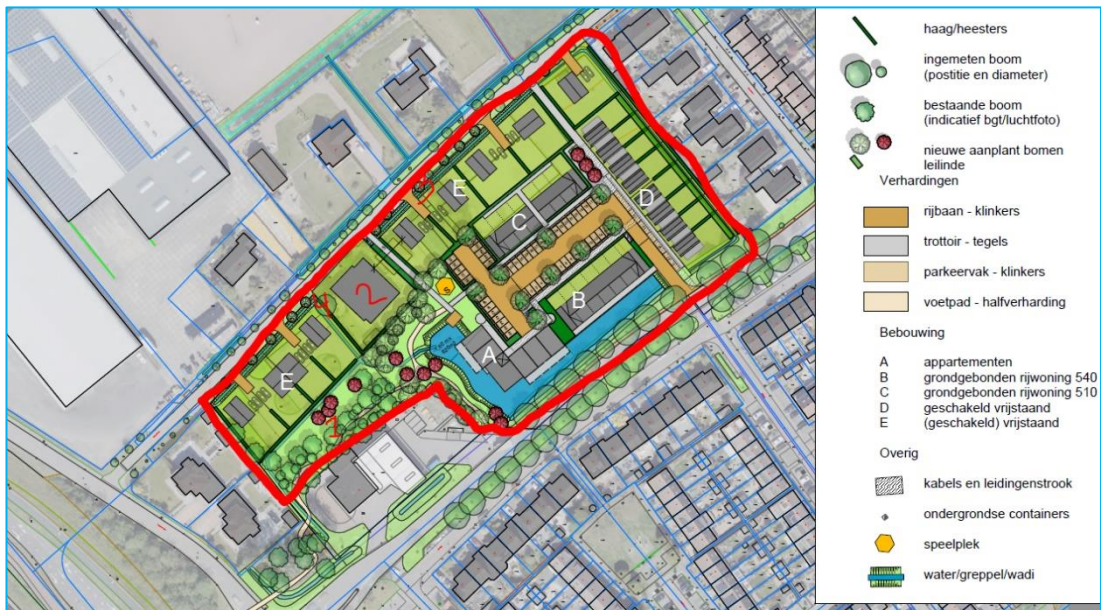 E
D
C
2
B
4
A
E
1
S
haag/heesters
ingemeten boom
(postitie en diameter)
bestaande boom
(indicatief bgt/luchtfoto)
nieuwe aanplant bomen
leilinde
Verhardingen
rijbaan - klinkers
trottoir - tegels
parkeervak - klinkers
voetpad - halfverharding
Bebouwing
A appartementen
B grondgebonden rijwoning 540
C grondgebonden rijwoning 510
D geschakeld vrijstaand
E (geschakeld) vrijstaand
Overig
kabels en leidingenstrook
ondergrondse containers
speelplek
water/greppel/wadi